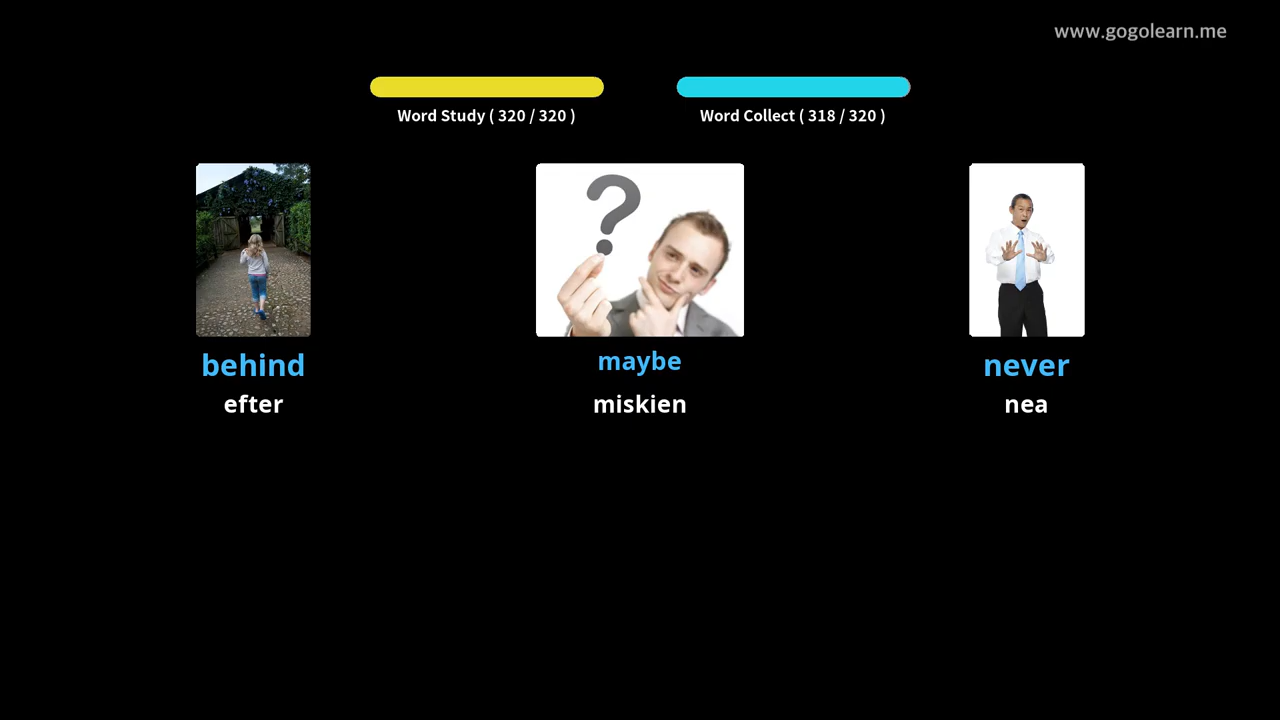 www.gogolearn.me
Word Study ( 320 / 320 )
Word Collect ( 318 / 320 )
behind
efter
maybe
miskien
never
nea